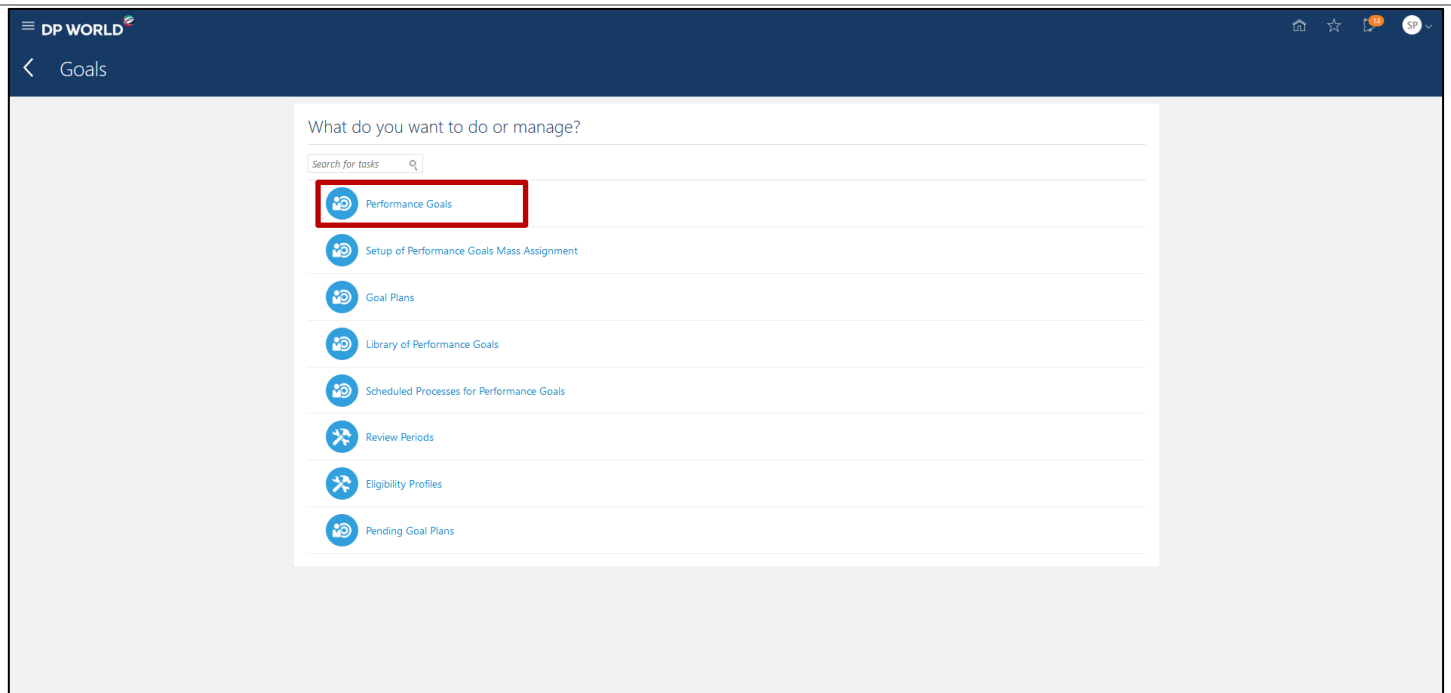 DP WORLD
14
SP
Goals
What do you want to do or manage?
Search for tasks
Performance Goals
Setup of Performance Goals Mass Assignment
Goal Plans
Library of Performance Goals
Scheduled Processes for Performance Goals
Review Periods
Eligibility Profiles
Pending Goal Plans